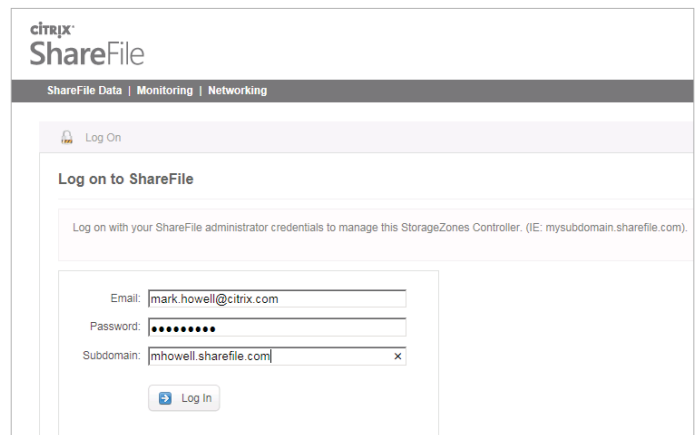 CITRIX
ShareFile
ShareFile Data | Monitoring | Networking
Log On
Log on to ShareFile
Log on with your ShareFile administrator credentials to manage this StorageZones Controller. (IE: mysubdomain.sharefile.com).
Email: mark.howell@citrix.com
Password: ●●●●●●●●●
Subdomain: mhowell.sharefile.com ×
Log In